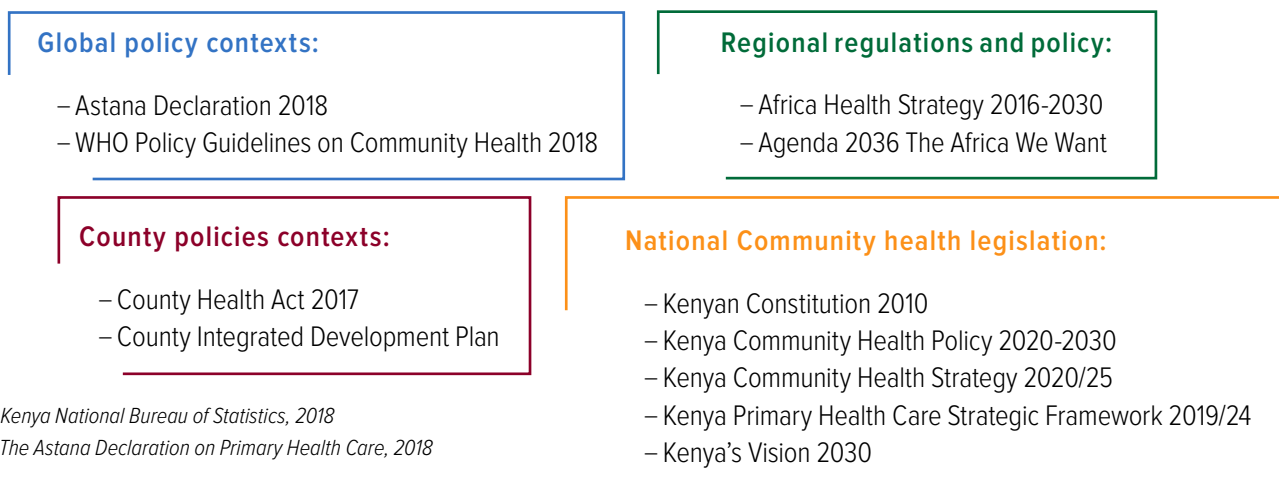 Global policy contexts:
– Astana Declaration 2018
– WHO Policy Guidelines on Community Health 2018
Regional regulations and policy:
– Africa Health Strategy 2016-2030
– Agenda 2036 The Africa We Want
County policies contexts:
– County Health Act 2017
– County Integrated Development Plan
National Community health legislation:
– Kenyan Constitution 2010
– Kenya Community Health Policy 2020-2030
– Kenya Community Health Strategy 2020/25
– Kenya Primary Health Care Strategic Framework 2019/24
– Kenya's Vision 2030
Kenya National Bureau of Statistics, 2018
The Astana Declaration on Primary Health Care, 2018